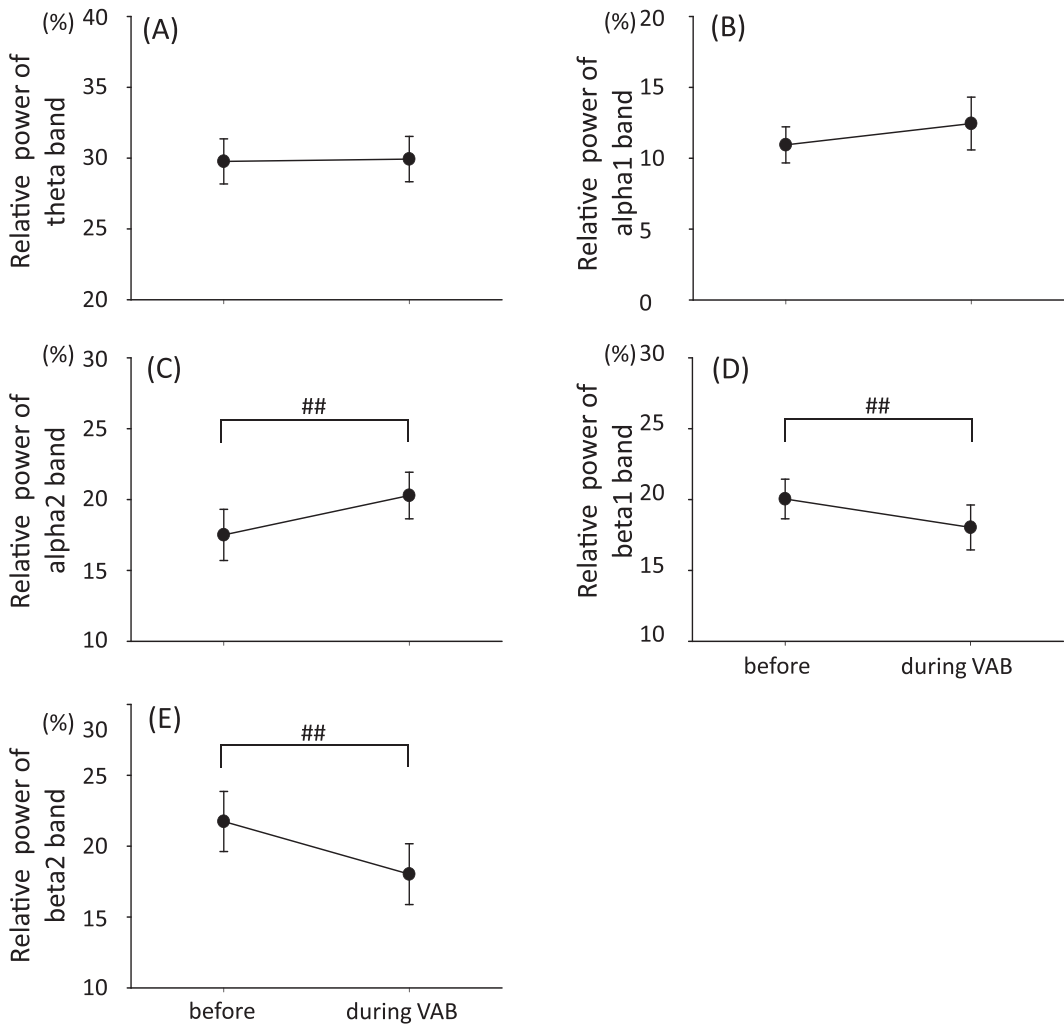 (%) 40
(A)
35
30
25
20
Relative power of
theta band
(%) 20
(B)
15
10
5
0
Relative power of
alpha1 band
(%) 30
(C)
##
25
20
15
10
Relative power of
alpha2 band
(%) 30
(D)
##
25
20
15
10
Relative power of
beta1 band
before during VAB
(%) 30
(E)
##
25
20
15
10
Relative power of
beta2 band
before during VAB